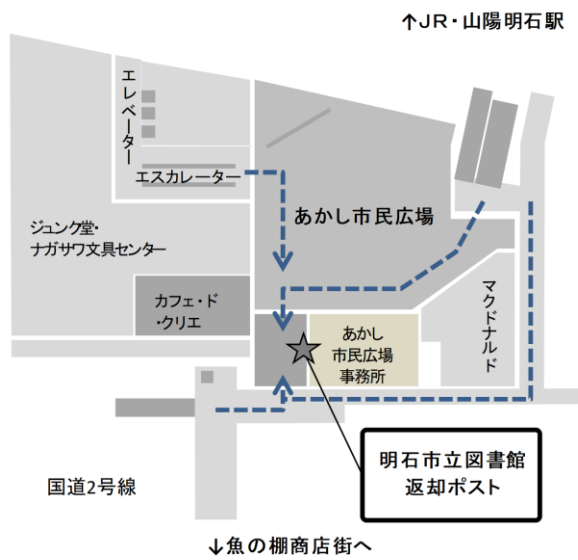 ↑JR・山陽明石駅
エレベーター
エスカレーター
あかし市民広場
ジュンク堂・
ナガサワ文具センター
カフェ・ド
・クリエ
あかし
市民広場
事務所
マクドナルド
明石市立図書館
返却ポスト
国道2号線
↓魚の棚商店街へ